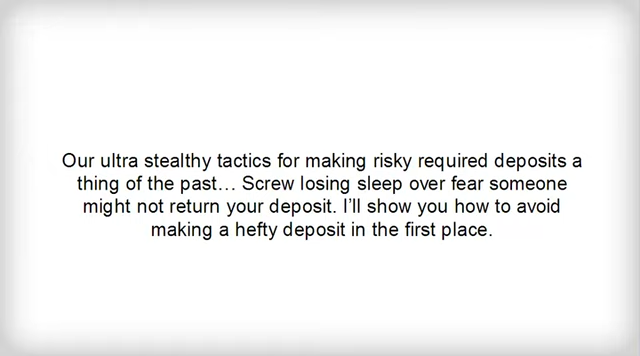 Our ultra stealthy tactics for making risky required deposits a
thing of the past… Screw losing sleep over fear someone
might not return your deposit. I’ll show you how to avoid
making a hefty deposit in the first place.